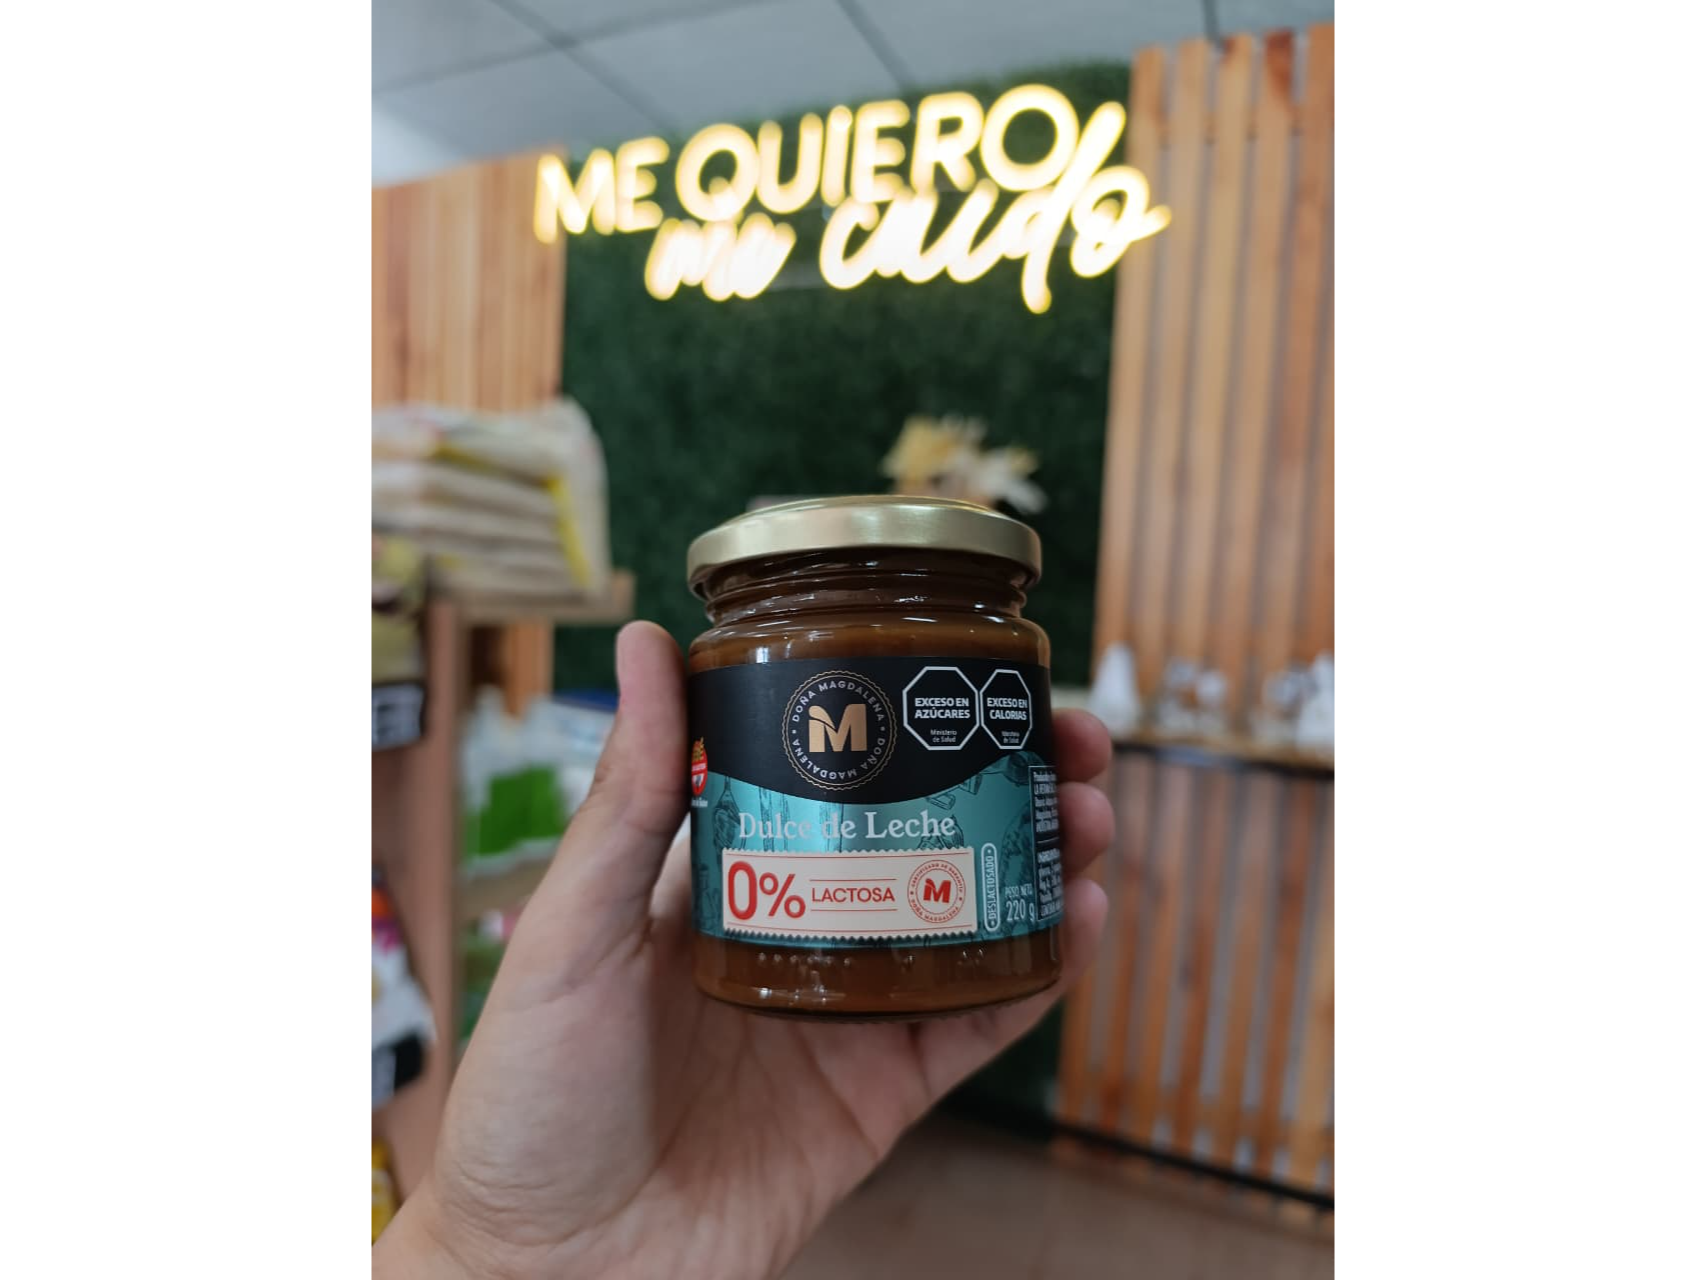 ME QUIERO
me cuido
DOÑA MAGDALENA • DOÑA MAGDALENA •
M
EXCESO EN
AZÚCARES
Ministerio
de Salud
EXCESO EN
CALORÍAS
Ministerio
de Salud
Dulce de Leche
0% LACTOSA
M
DOÑA MAGDALENA
DESLACTOSADO
PESO NETO
220 g